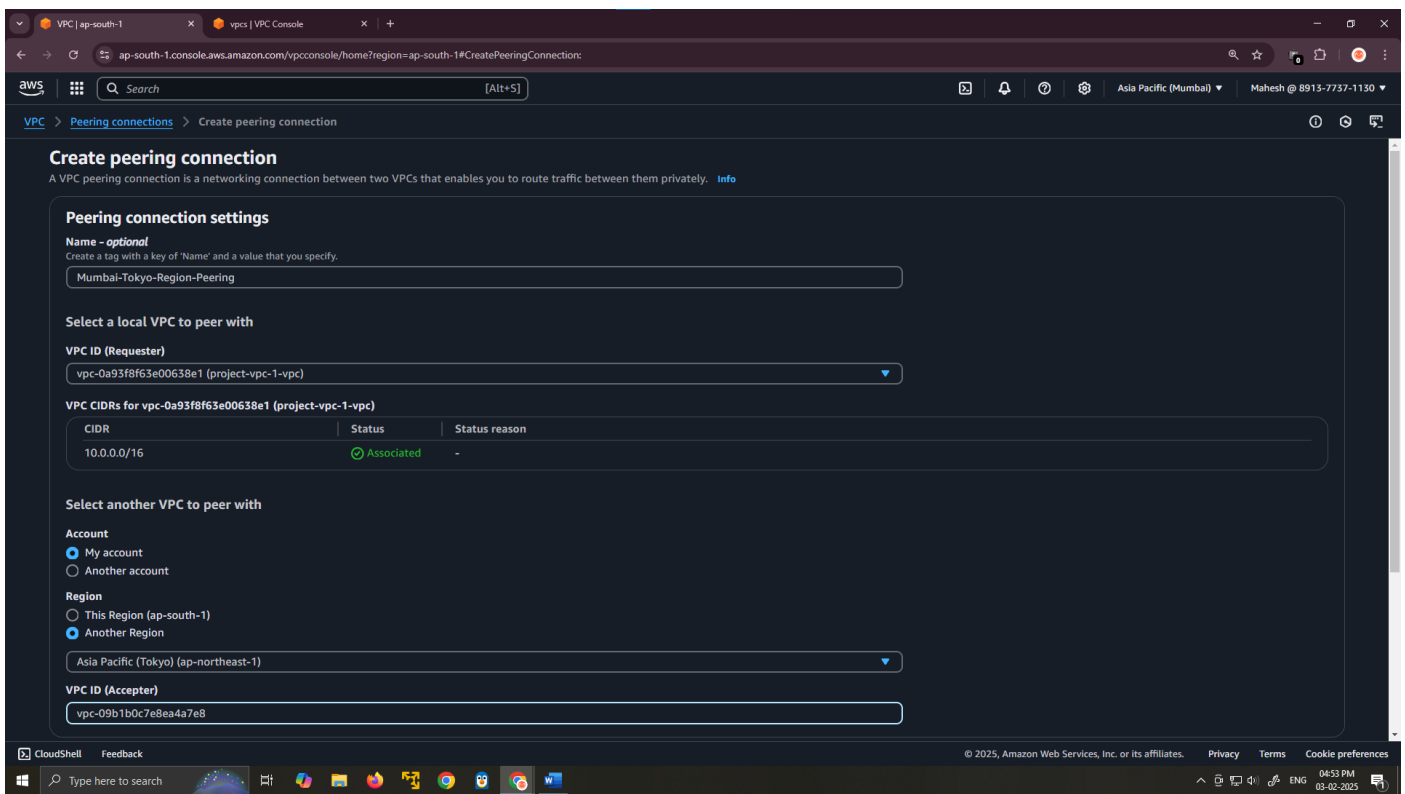 VPC | ap-south-1
vpcs | VPC Console
ap-south-1.console.aws.amazon.com/vpcconsole/home?region=ap-south-1#CreatePeeringConnection:
0
aws
Search
[Alt+S]
Asia Pacific (Mumbai)
Mahesh @ 8913-7737-1130
VPC > Peering connections > Create peering connection
Create peering connection
A VPC peering connection is a networking connection between two VPCs that enables you to route traffic between them privately. Info
Peering connection settings
Name - optional
Create a tag with a key of 'Name' and a value that you specify.
Mumbai-Tokyo-Region-Peering
Select a local VPC to peer with
VPC ID (Requester)
vpc-0a93f8f63e00638e1 (project-vpc-1-vpc)
VPC CIDRs for vpc-0a93f8f63e00638e1 (project-vpc-1-vpc)
CIDR Status Status reason
10.0.0.0/16 Associated -
Select another VPC to peer with
Account
My account
Another account
Region
This Region (ap-south-1)
Another Region
Asia Pacific (Tokyo) (ap-northeast-1)
VPC ID (Accepter)
vpc-09b1b0c7e8ea4a7e8
CloudShell Feedback © 2025, Amazon Web Services, Inc. or its affiliates. Privacy Terms Cookie preferences
Type here to search
ENG
04:53 PM
03-02-2025
1